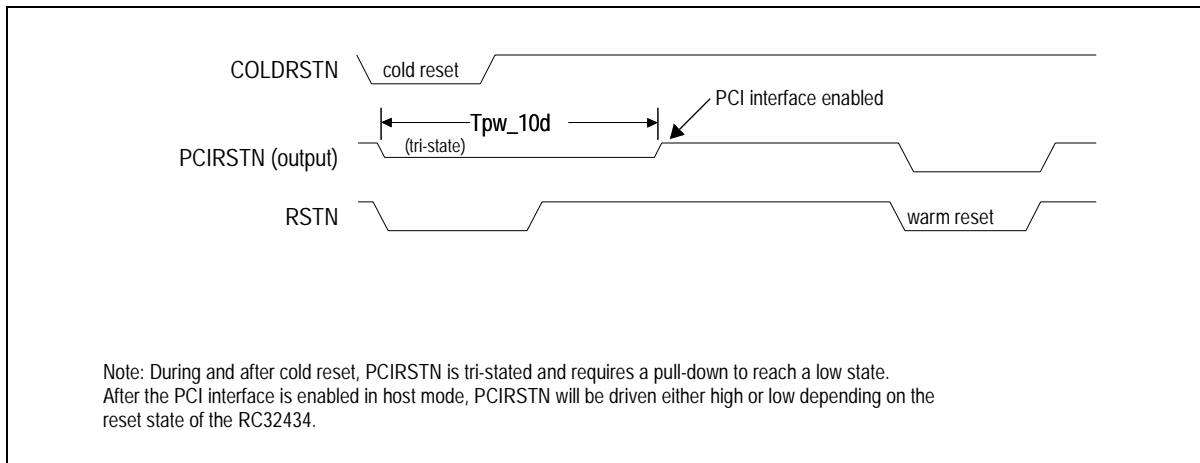 COLDRSTN
cold reset
PCI interface enabled
Tpw_10d
PCIRSTN (output)
(tri-state)
RSTN
warm reset
Note: During and after cold reset, PCIRSTN is tri-stated and requires a pull-down to reach a low state.
After the PCI interface is enabled in host mode, PCIRSTN will be driven either high or low depending on the
reset state of the RC32434.